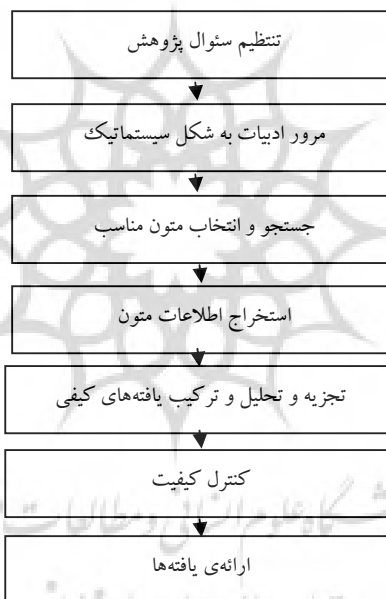 تنتظیم سئوال پژوهش
مرور ادبیات به شکل سیستماتیک
جستجو و انتخاب متون مناسب
استخراج اطلاعات متون
تجزیه و تحلیل و ترکیب یافته‌های کیفی
کنترل کیفیت
ارائه‌ی یافته‌ها